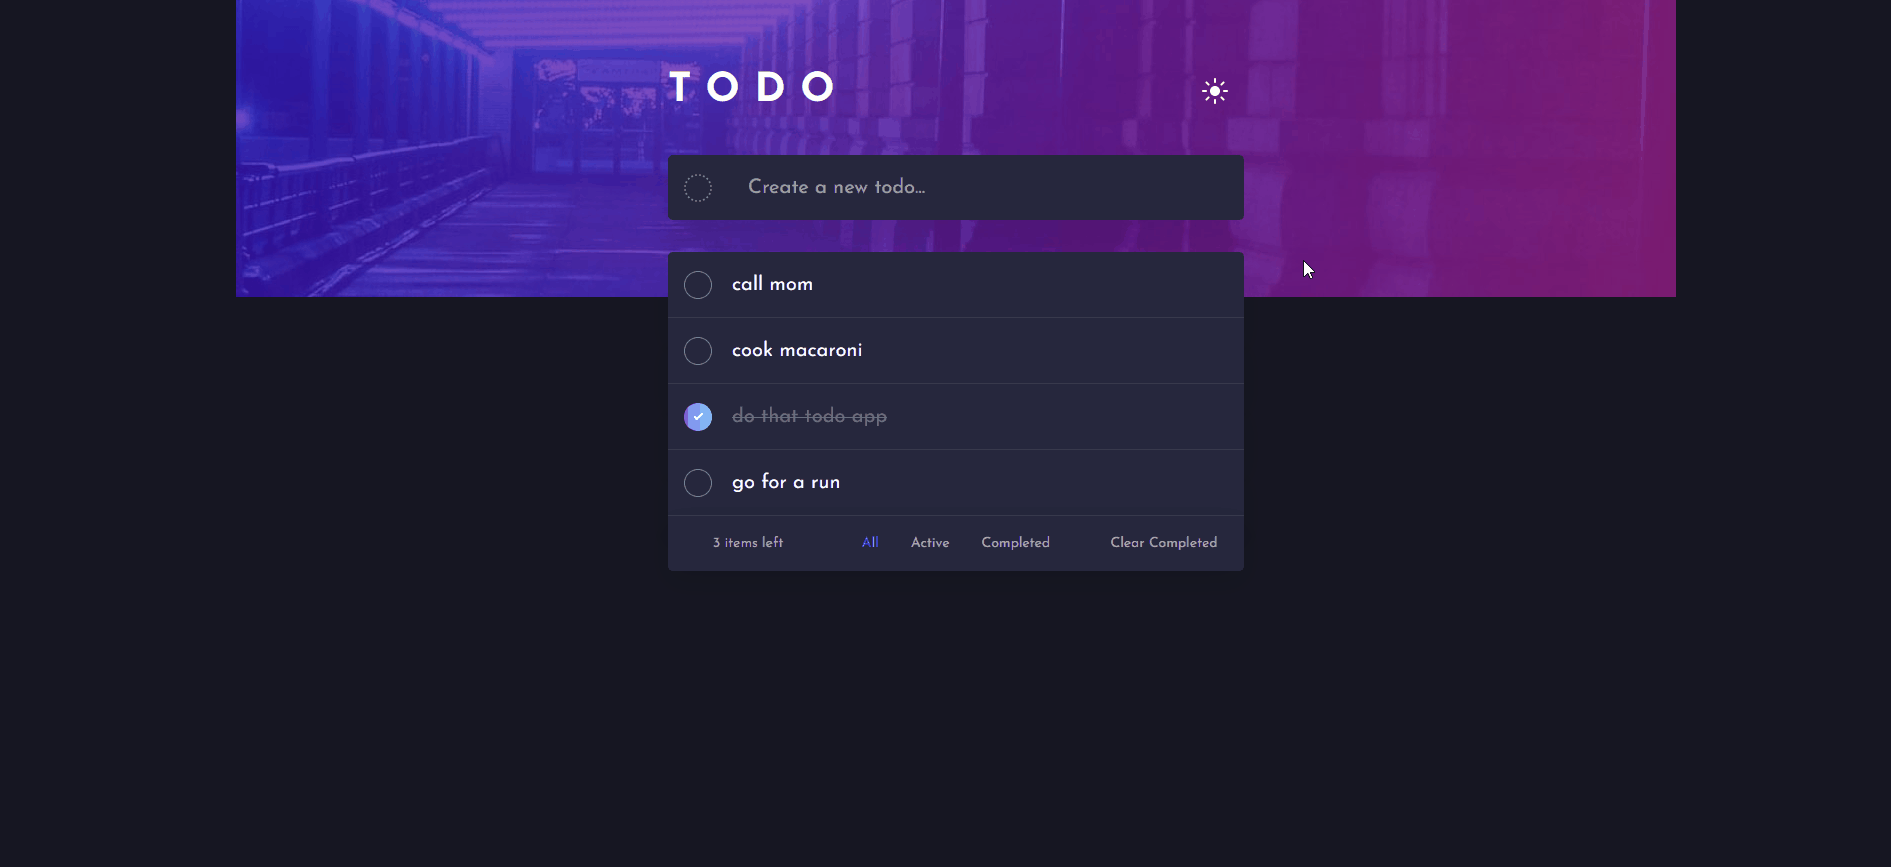 TODO
Create a new todo...
call mom
cook macaroni
do that todo app
go for a run
3 items left All Active Completed Clear Completed